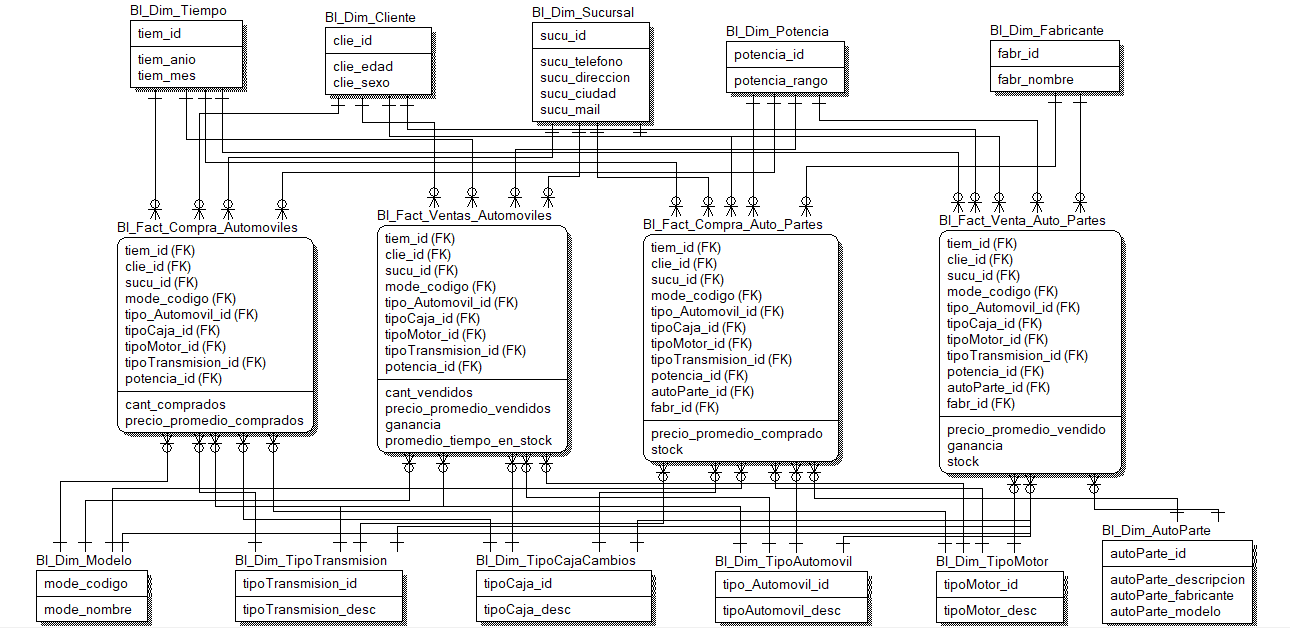 BI_Dim_Tiempo
tiem_id
tiem_anio
tiem_mes
BI_Dim_Cliente
clie_id
clie_edad
clie_sexo
BI_Dim_Sucursal
sucu_id
sucu_telefono
sucu_direccion
sucu_ciudad
sucu_mail
BI_Dim_Potencia
potencia_id
potencia_rango
BI_Dim_Fabricante
fabr_id
fabr_nombre
BI_Fact_Compra_Automoviles
tiem_id (FK)
clie_id (FK)
sucu_id (FK)
mode_codigo (FK)
tipo_Automovil_id (FK)
tipoCaja_id (FK)
tipoMotor_id (FK)
tipoTransmision_id (FK)
potencia_id (FK)
cant_comprados
precio_promedio_comprados
BI_Fact_Ventas_Automoviles
tiem_id (FK)
clie_id (FK)
sucu_id (FK)
mode_codigo (FK)
tipo_Automovil_id (FK)
tipoCaja_id (FK)
tipoMotor_id (FK)
tipoTransmision_id (FK)
potencia_id (FK)
cant_vendidos
precio_promedio_vendidos
ganancia
promedio_tiempo_en_stock
BI_Fact_Compra_Auto_Partes
tiem_id (FK)
clie_id (FK)
sucu_id (FK)
mode_codigo (FK)
tipo_Automovil_id (FK)
tipoCaja_id (FK)
tipoMotor_id (FK)
tipoTransmision_id (FK)
potencia_id (FK)
autoParte_id (FK)
fabr_id (FK)
precio_promedio_comprado
stock
BI_Fact_Venta_Auto_Partes
tiem_id (FK)
clie_id (FK)
sucu_id (FK)
mode_codigo (FK)
tipo_Automovil_id (FK)
tipoCaja_id (FK)
tipoMotor_id (FK)
tipoTransmision_id (FK)
potencia_id (FK)
autoParte_id (FK)
fabr_id (FK)
precio_promedio_vendido
ganancia
stock
BI_Dim_Modelo
mode_codigo
mode_nombre
BI_Dim_TipoTransmision
tipoTransmision_id
tipoTransmision_desc
BI_Dim_TipoCajaCambios
tipoCaja_id
tipoCaja_desc
BI_Dim_TipoAutomovil
tipo_Automovil_id
tipoAutomovil_desc
BI_Dim_TipoMotor
tipoMotor_id
tipoMotor_desc
BI_Dim_AutoParte
autoParte_id
autoParte_descripcion
autoParte_fabricante
autoParte_modelo